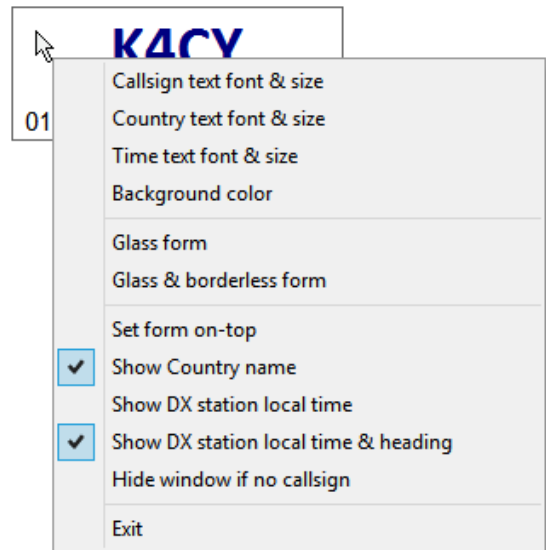 K4CY
Callsign text font & size
01
Country text font & size
Time text font & size
Background color
Glass form
Glass & borderless form
Set form on-top
Show Country name
Show DX station local time
Show DX station local time & heading
Hide window if no callsign
Exit